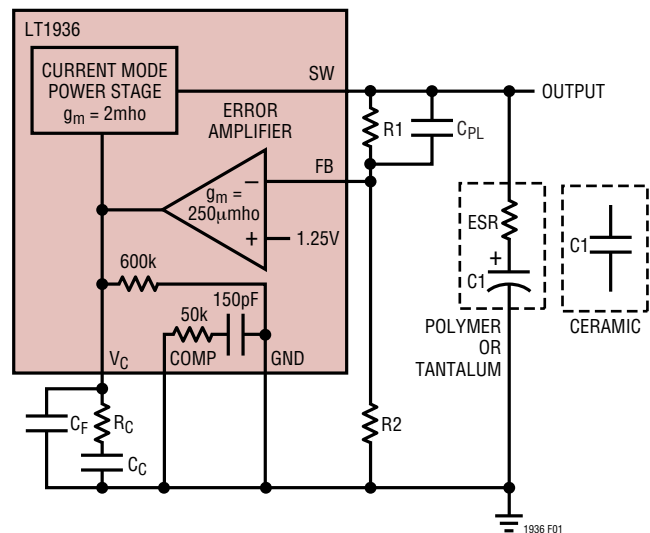 LT1936
CURRENT MODE
POWER STAGE
gm = 2mho
SW
OUTPUT
ERROR
AMPLIFIER
R1
CPL
FB
gm =
250μmho
–
+
1.25V
ESR
+
C1
C1
600k
50k
150pF
POLYMER
OR
TANTALUM
CERAMIC
VC
COMP
GND
CF
RC
CC
R2
1936 F01